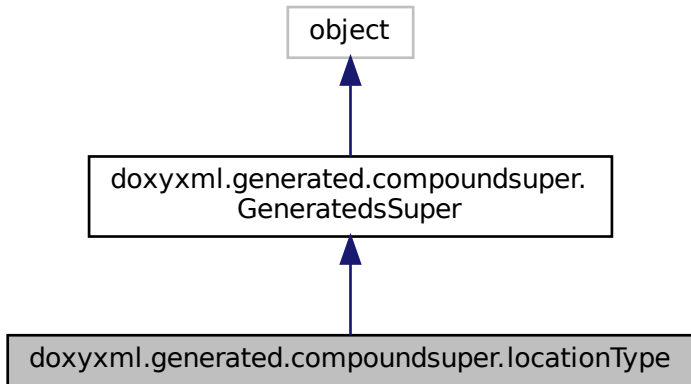 object
doxyxml.generated.compoundsuper.
GeneratedsSuper
doxyxml.generated.compoundsuper.locationType